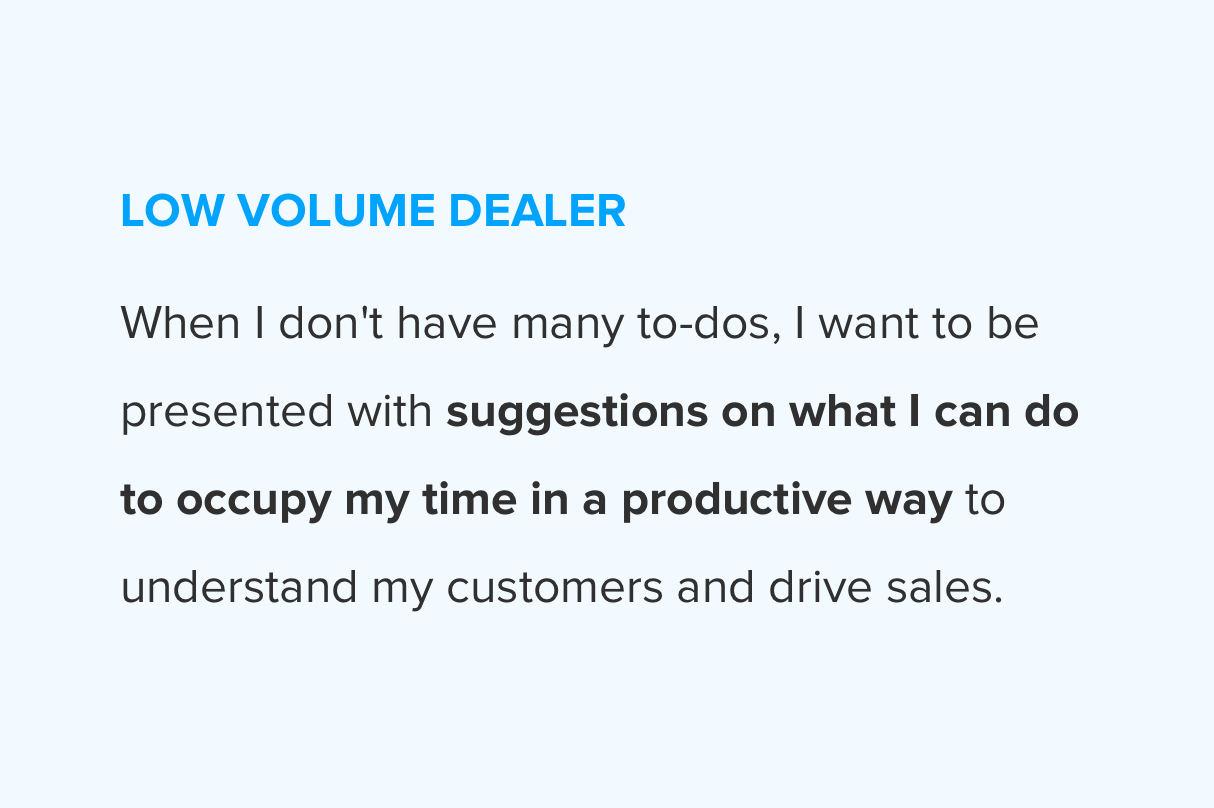 LOW VOLUME DEALER
When I don't have many to-dos, I want to be
presented with suggestions on what I can do
to occupy my time in a productive way to
understand my customers and drive sales.